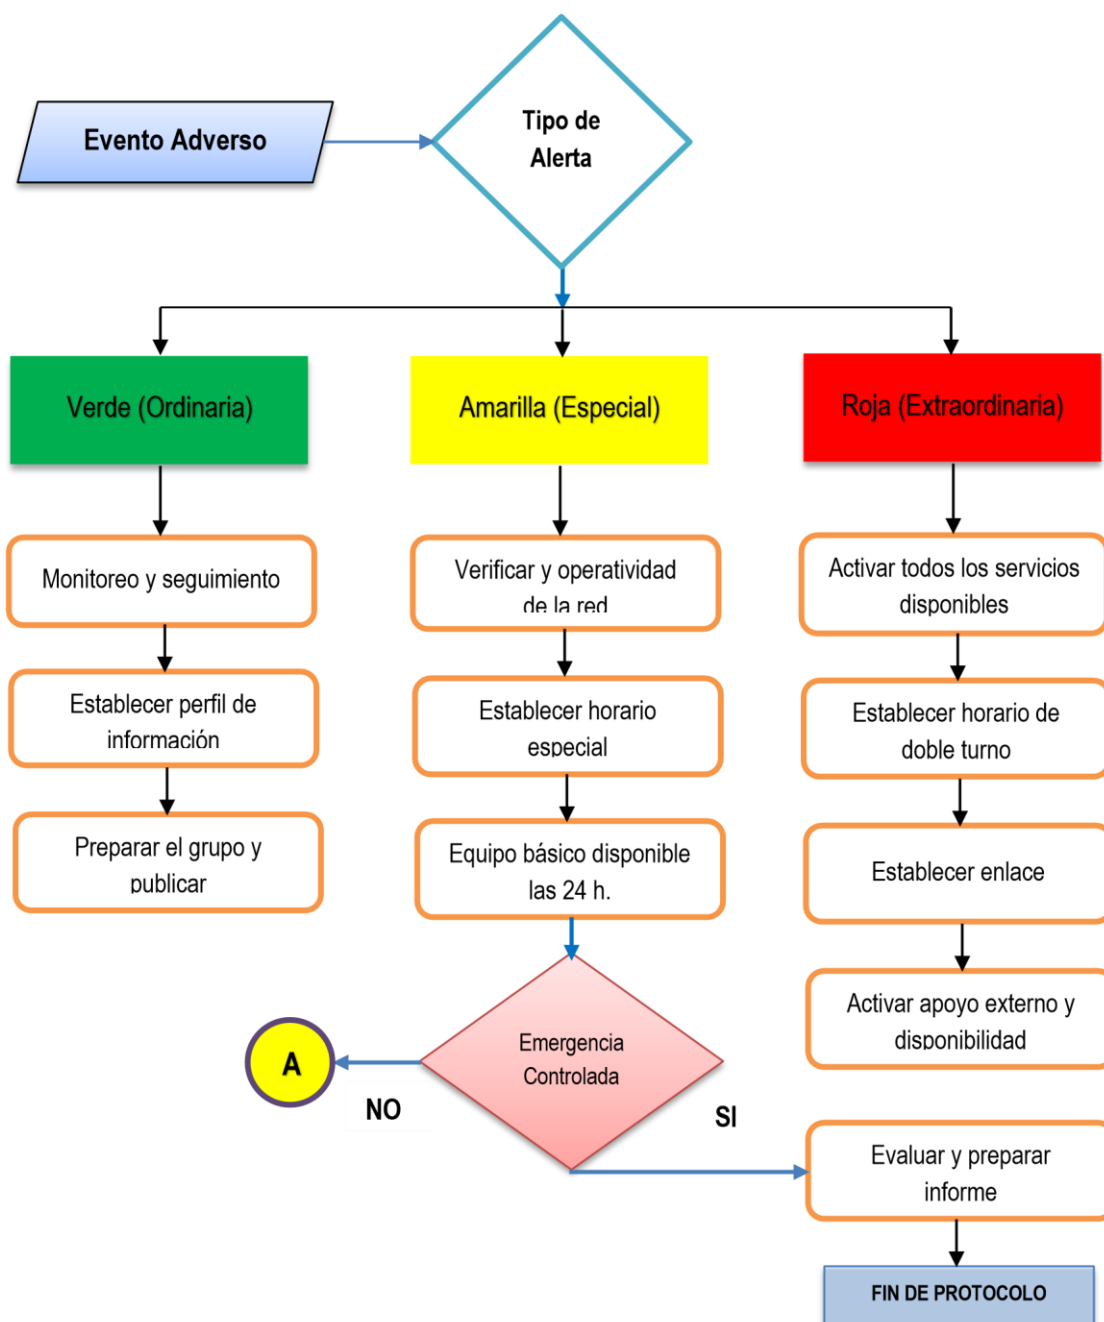 Evento Adverso
Tipo de
Alerta
Verde (Ordinaria)
Amarilla (Especial)
Roja (Extraordinaria)
Monitoreo y seguimiento
Verificar y operatividad
de la red
Activar todos los servicios
disponibles
Establecer perfil de
información
Establecer horario
especial
Establecer horario de
doble turno
Preparar el grupo y
publicar
Equipo básico disponible
las 24 h.
Establecer enlace
Activar apoyo externo y
disponibilidad
Emergencia
Controlada
A
NO
SI
Evaluar y preparar
informe
FIN DE PROTOCOLO